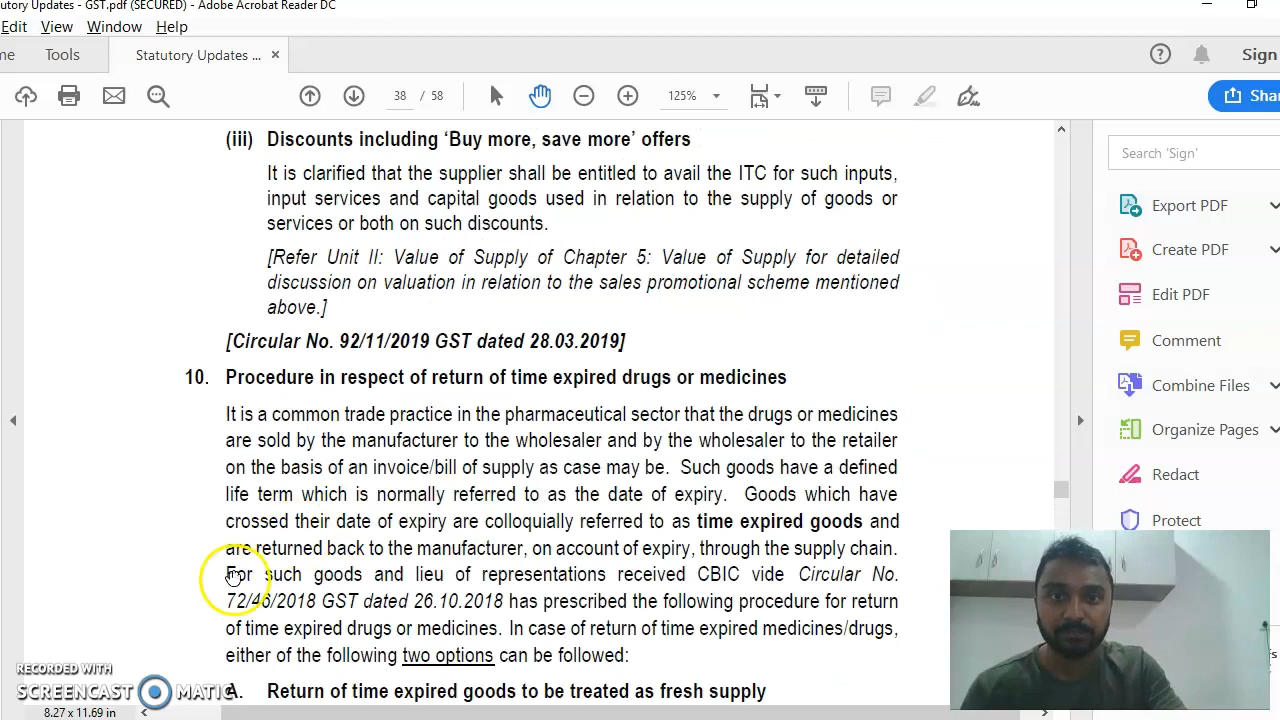 tutory Updates - GST.pdf (SECURED) - Adobe Acrobat Reader DC
Edit View Window Help
me Tools Statutory Updates ... × ? Sign
38 / 58 125% Shar
(iii) Discounts including ‘Buy more, save more’ offers
It is clarified that the supplier shall be entitled to avail the ITC for such inputs,
input services and capital goods used in relation to the supply of goods or
services or both on such discounts.
[Refer Unit II: Value of Supply of Chapter 5: Value of Supply for detailed
discussion on valuation in relation to the sales promotional scheme mentioned
above.]
[Circular No. 92/11/2019 GST dated 28.03.2019]
10. Procedure in respect of return of time expired drugs or medicines
It is a common trade practice in the pharmaceutical sector that the drugs or medicines
are sold by the manufacturer to the wholesaler and by the wholesaler to the retailer
on the basis of an invoice/bill of supply as case may be. Such goods have a defined
life term which is normally referred to as the date of expiry. Goods which have
crossed their date of expiry are colloquially referred to as time expired goods and
are returned back to the manufacturer, on account of expiry, through the supply chain.
For such goods and lieu of representations received CBIC vide Circular No.
72/46/2018 GST dated 26.10.2018 has prescribed the following procedure for return
of time expired drugs or medicines. In case of return of time expired medicines/drugs,
either of the following two options can be followed:
A. Return of time expired goods to be treated as fresh supply
8.27 x 11.69 in
Search 'Sign'
Export PDF
Create PDF
Edit PDF
Comment
Combine Files
Organize Pages
Redact
Protect
RECORDED WITH
SCREENCAST MATIC